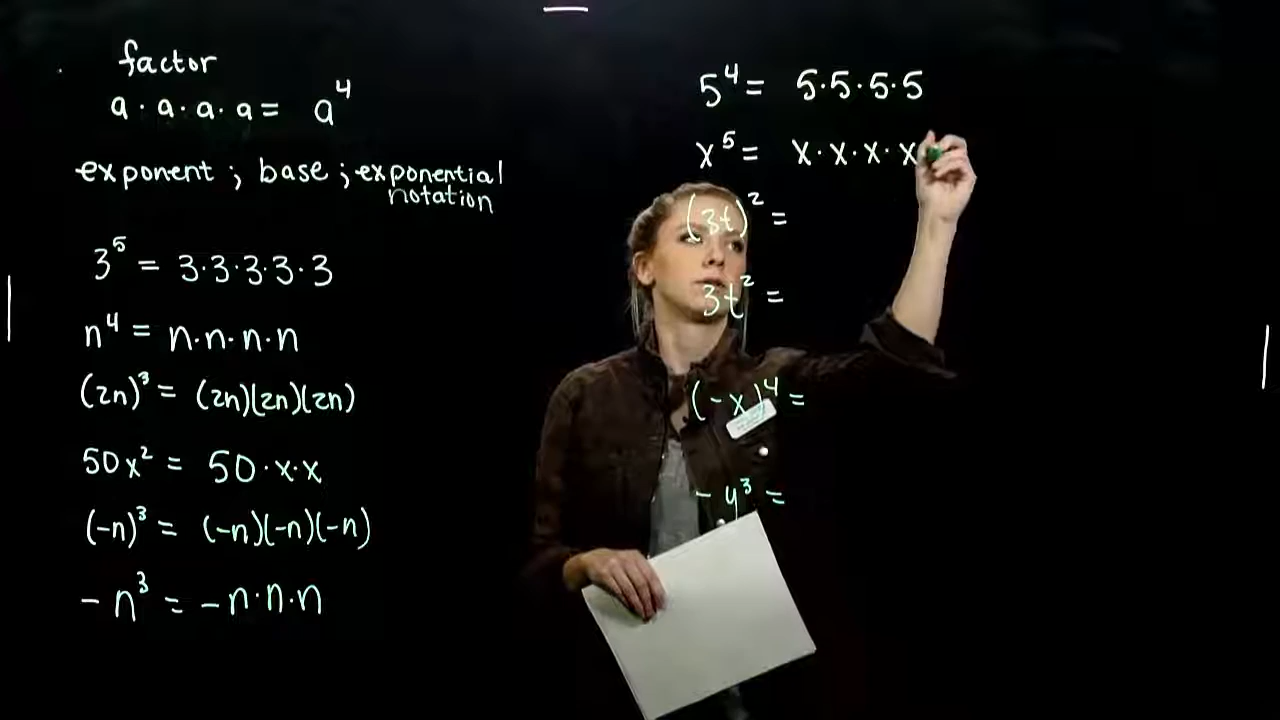 factor
a · a · a · a = a⁴
exponent ; base ; exponential
notation
3⁵ = 3·3·3·3·3
n⁴ = n·n·n·n
(2n)³ = (2n)(2n)(2n)
50x² = 50·x·x
(-n)³ = (-n)(-n)(-n)
- n³ = - n·n·n
5⁴ = 5·5·5·5
x⁵ = x·x·x·x
(3t)² =
3t² =
(-x)⁴ =
- y³ =